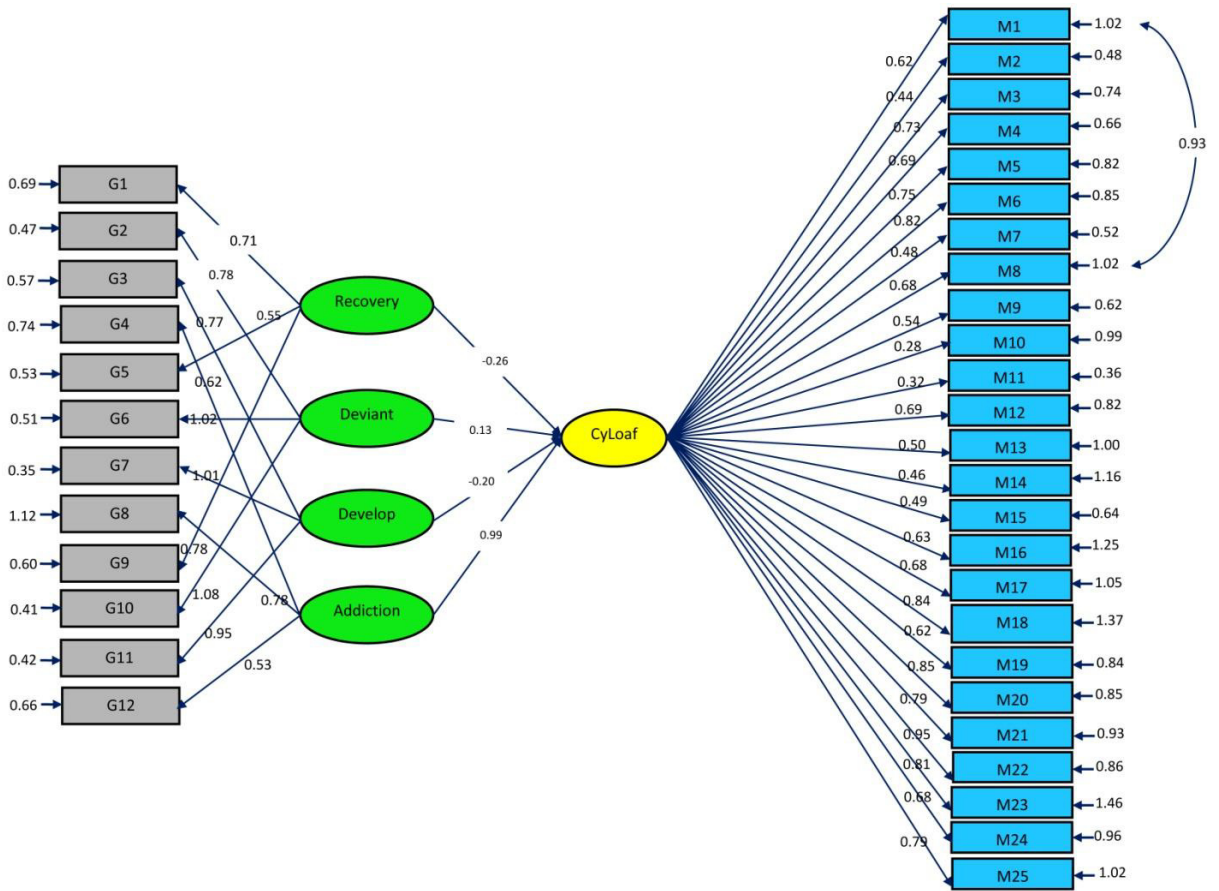 0.69 G1
0.47 G2
0.57 G3
0.74 G4
0.53 G5
0.51 G6
0.35 G7
1.12 G8
0.60 G9
0.41 G10
0.42 G11
0.66 G12
0.71
0.78
0.77
0.55
0.62
1.02
1.01
0.78
1.08
0.78
0.95
0.53
Recovery
Deviant
Develop
Addiction
-0.26
0.13
-0.20
0.99
CyLoaf
0.62
0.44
0.73
0.69
0.75
0.82
0.48
0.68
0.54
0.28
0.32
0.69
0.50
0.46
0.49
0.63
0.68
0.84
0.62
0.85
0.79
0.95
0.81
0.68
0.79
M1 1.02
M2 0.48
M3 0.74
M4 0.66
M5 0.82
M6 0.85
M7 0.52
M8 1.02
M9 0.62
M10 0.99
M11 0.36
M12 0.82
M13 1.00
M14 1.16
M15 0.64
M16 1.25
M17 1.05
M18 1.37
M19 0.84
M20 0.85
M21 0.93
M22 0.86
M23 1.46
M24 0.96
M25 1.02
0.93